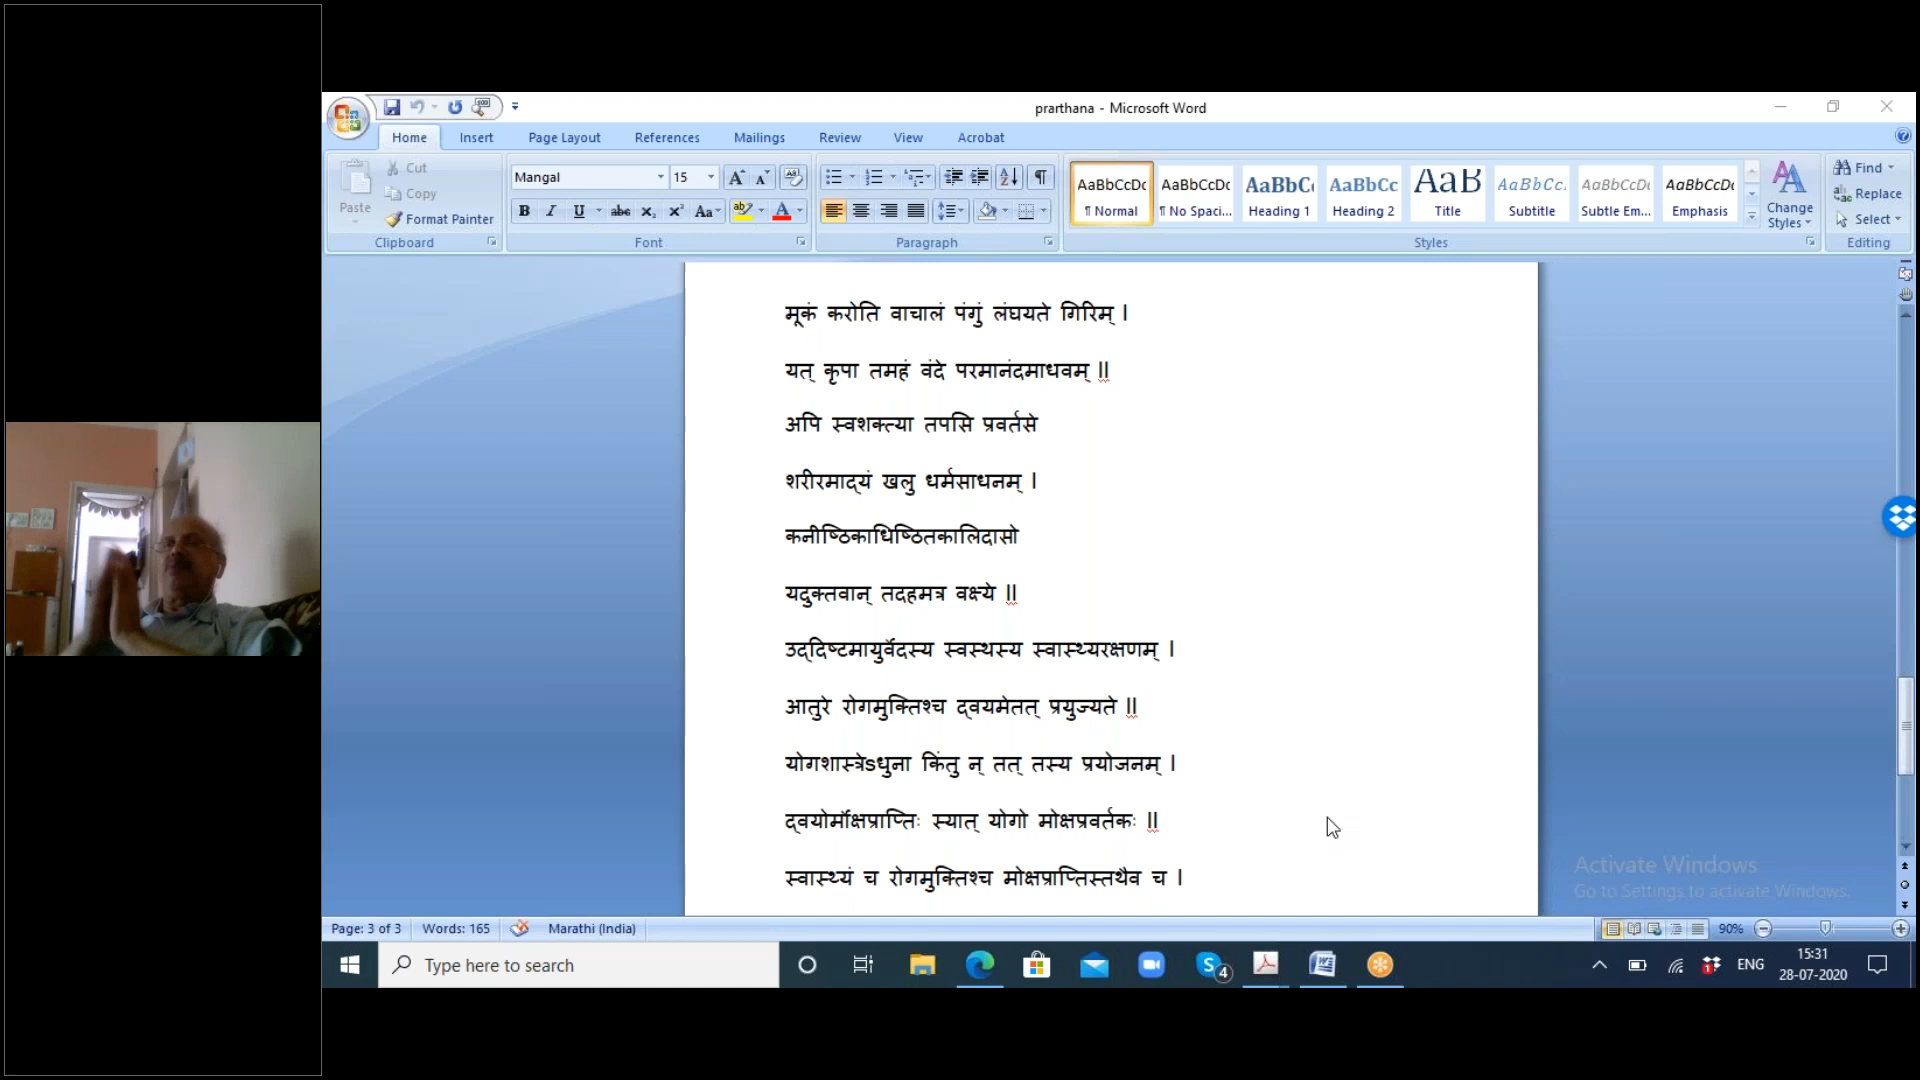 prarthana - Microsoft Word
Home Insert Page Layout References Mailings Review View Acrobat
Paste
Cut
Copy
Format Painter
Clipboard
Mangal 15
Font
Paragraph
AaBbCcDc AaBbCcDc AaBbCc AaBbCc AaB AaBbCc. AaBbCcDc AaBbCcDc
¶ Normal ¶ No Spaci... Heading 1 Heading 2 Title Subtitle Subtle Em... Emphasis
Change Styles
Styles
Find
Replace
Select
Editing
मूकं करोति वाचालं पंगुं लंघयते गिरिम् ।
यत् कृपा तमहं वंदे परमानंदमाधवम् ॥
अपि स्वशक्त्या तपसि प्रवर्तसे
शरीरमाद्यं खलु धर्मसाधनम् ।
कनीष्ठिकाधिष्ठितकालिदासो
यदुक्तवान् तदहमत्र वक्ष्ये ॥
उद्दिष्टमायुर्वेदस्य स्वस्थस्य स्वास्थ्यरक्षणम् ।
आतुरे रोगमुक्तिश्च द्वयमेतत् प्रयुज्यते ॥
योगशास्त्रेsधुना किंतु न् तत् तस्य प्रयोजनम् ।
द्वयोर्मोक्षप्राप्तिः स्यात् योगो मोक्षप्रवर्तकः ॥
स्वास्थ्यं च रोगमुक्तिश्च मोक्षप्राप्तिस्तथैव च ।
Activate Windows
Go to Settings to activate Windows.
Page: 3 of 3 Words: 165 Marathi (India) 90%
Type here to search
4
1
ENG
15:31
28-07-2020